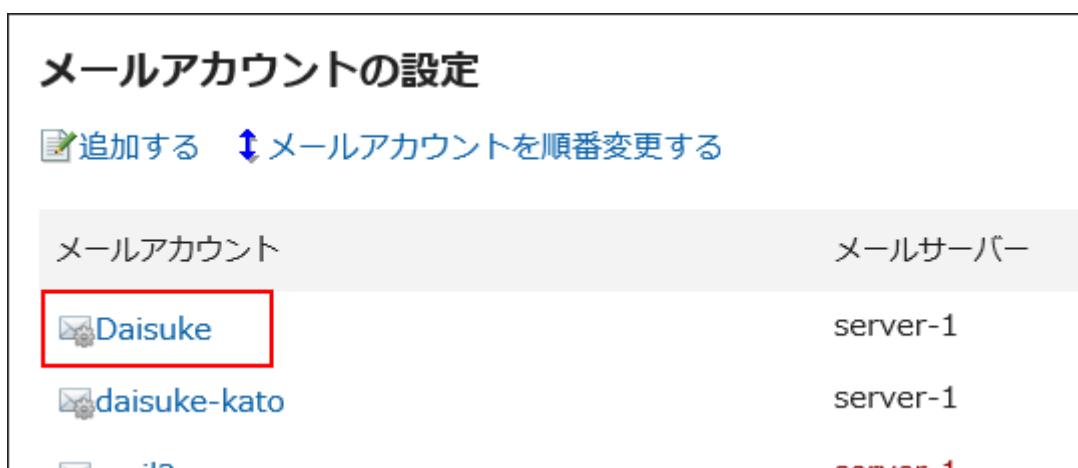 メールアカウントの設定
追加する メールアカウントを順番変更する
メールアカウント メールサーバー
Daisuke server-1
daisuke-kato server-1